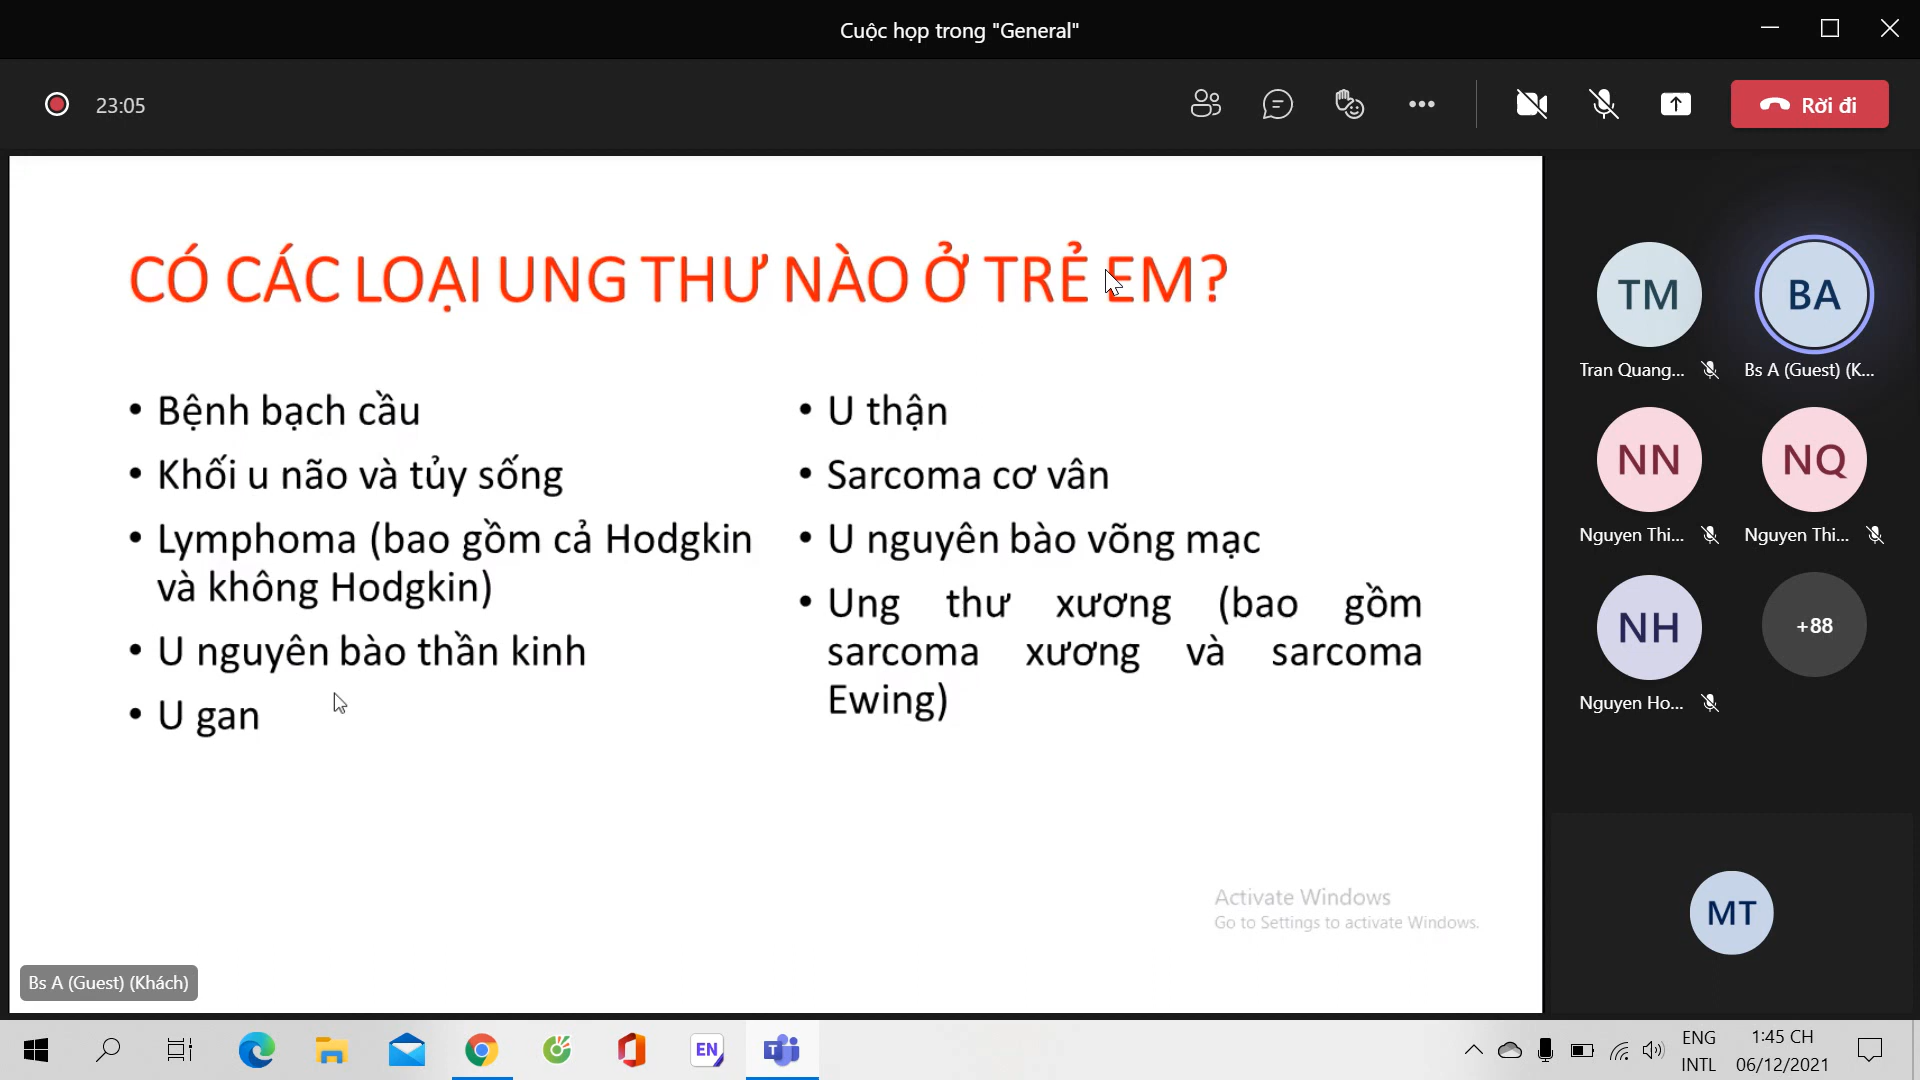 Cuộc họp trong "General"
23:05
Rời đi
CÓ CÁC LOẠI UNG THƯ NÀO Ở TRẺ EM?
• Bệnh bạch cầu
• Khối u não và tủy sống
• Lymphoma (bao gồm cả Hodgkin
và không Hodgkin)
• U nguyên bào thần kinh
• U gan
• U thận
• Sarcoma cơ vân
• U nguyên bào võng mạc
• Ung thư xương (bao gồm
sarcoma xương và sarcoma
Ewing)
Activate Windows
Go to Settings to activate Windows.
Bs A (Guest) (Khách)
TM
Tran Quang...
BA
Bs A (Guest) (K...
NN
Nguyen Thi...
NQ
Nguyen Thi...
NH
Nguyen Ho...
+88
MT
EN
T
ENG
INTL
1:45 CH
06/12/2021